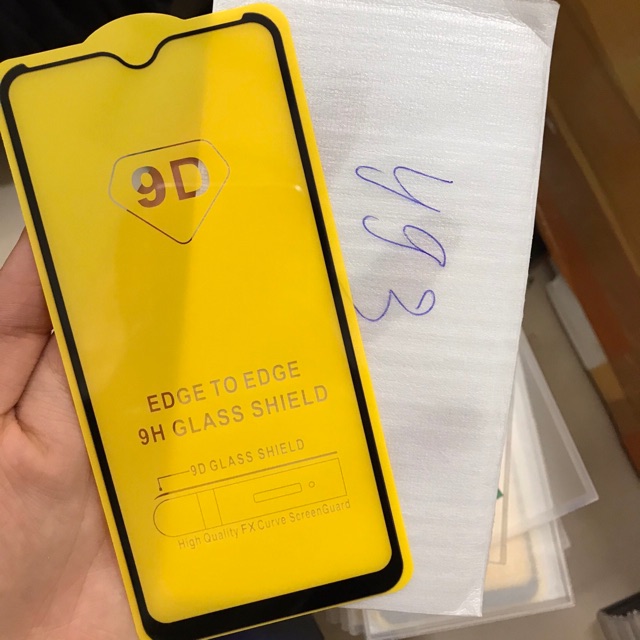 9D
EDGE TO EDGE
9H GLASS SHIELD
9D GLASS SHIELD
High Quality FX Curve ScreenGuard
y93